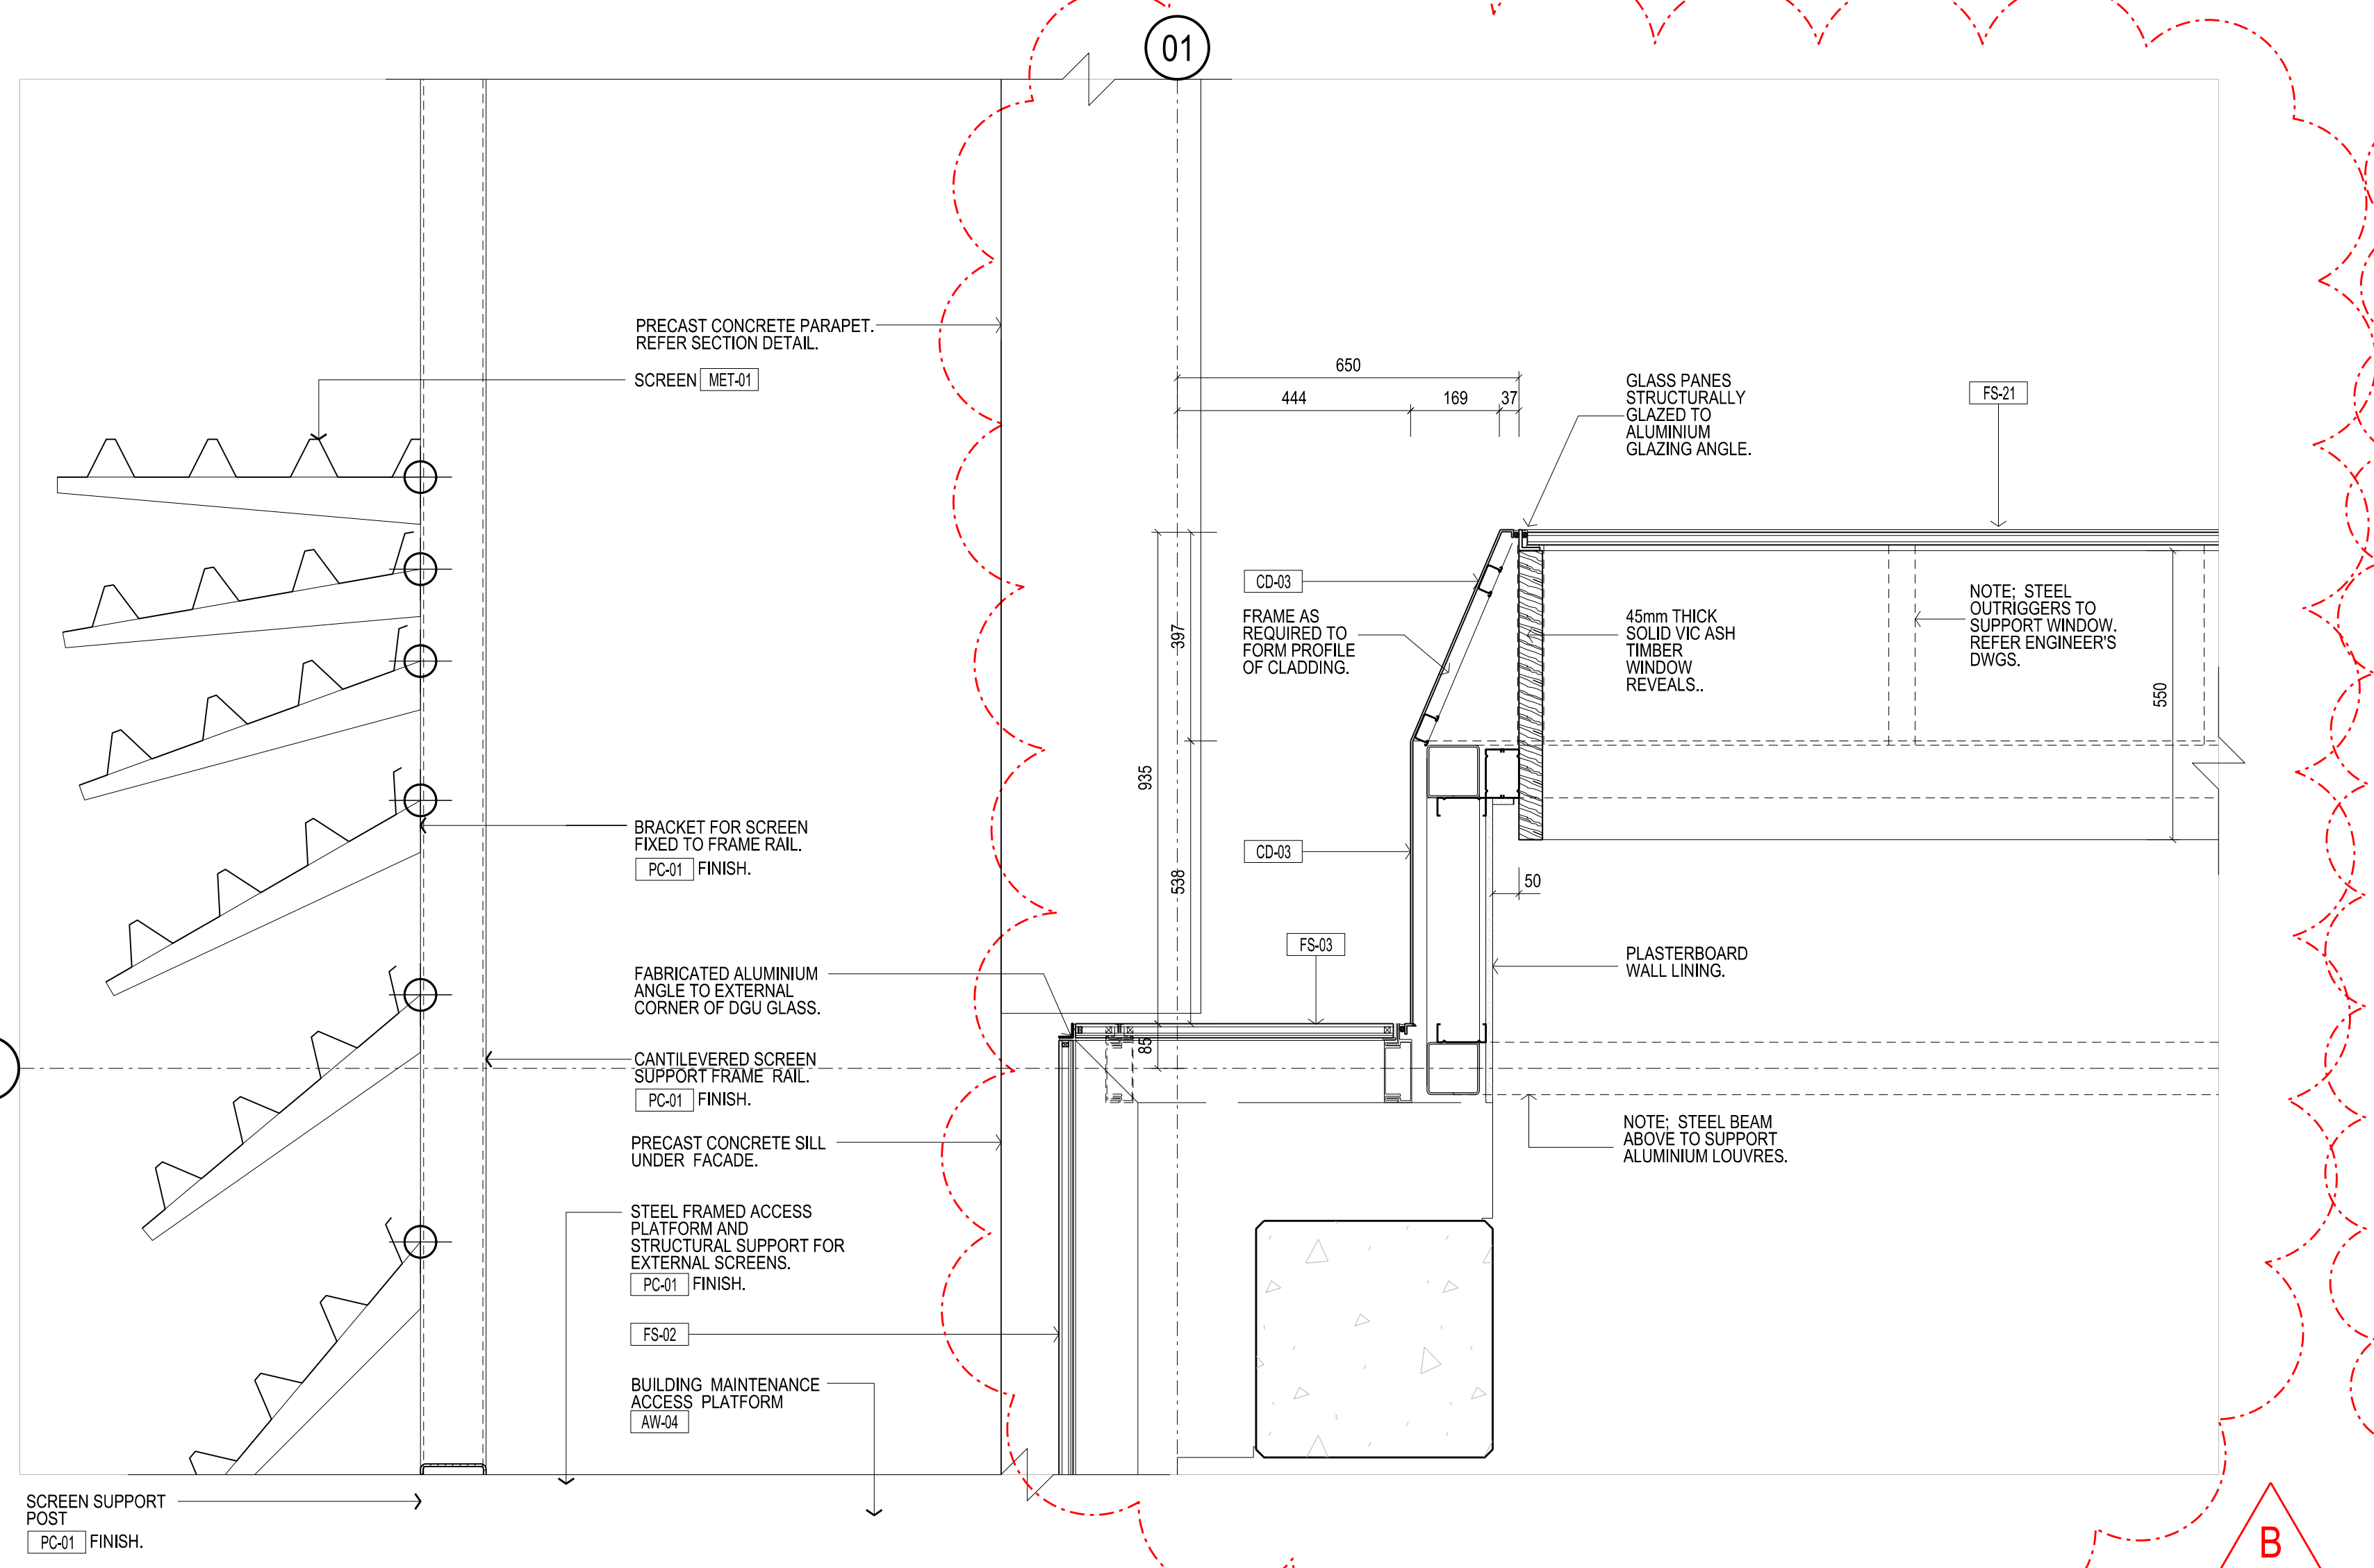 01
PRECAST CONCRETE PARAPET.
REFER SECTION DETAIL.
SCREEN MET-01
650
444 169 37
GLASS PANES
STRUCTURALLY
GLAZED TO
ALUMINIUM
GLAZING ANGLE.
FS-21
CD-03
FRAME AS
REQUIRED TO
FORM PROFILE
OF CLADDING.
397
45mm THICK
SOLID VIC ASH
TIMBER
WINDOW
REVEALS..
NOTE; STEEL
OUTRIGGERS TO
SUPPORT WINDOW.
REFER ENGINEER'S
DWGS.
550
935
BRACKET FOR SCREEN
FIXED TO FRAME RAIL.
PC-01 FINISH.
CD-03
538
50
FS-03
PLASTERBOARD
WALL LINING.
FABRICATED ALUMINIUM
ANGLE TO EXTERNAL
CORNER OF DGU GLASS.
85
CANTILEVERED SCREEN
SUPPORT FRAME RAIL.
PC-01 FINISH.
PRECAST CONCRETE SILL
UNDER FACADE.
NOTE; STEEL BEAM
ABOVE TO SUPPORT
ALUMINIUM LOUVRES.
STEEL FRAMED ACCESS
PLATFORM AND
STRUCTURAL SUPPORT FOR
EXTERNAL SCREENS.
PC-01 FINISH.
FS-02
BUILDING MAINTENANCE
ACCESS PLATFORM
AW-04
SCREEN SUPPORT
POST
PC-01 FINISH.
B